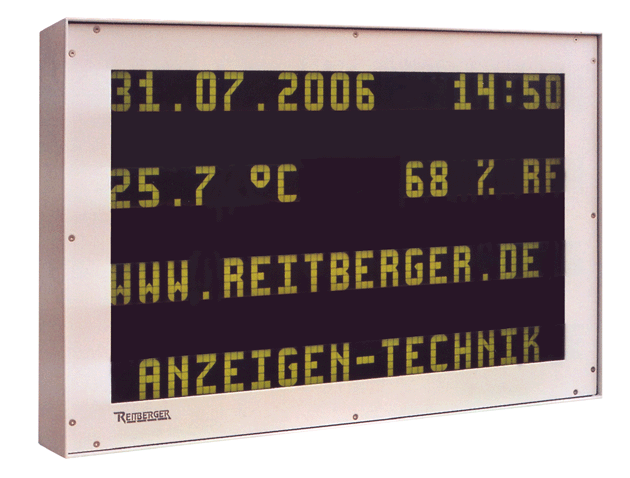 31.07.2006 14:50
25.7 °C 68 % RF
WWW.REITBERGER.DE
ANZEIGEN-TECHNIK
REITBERGER